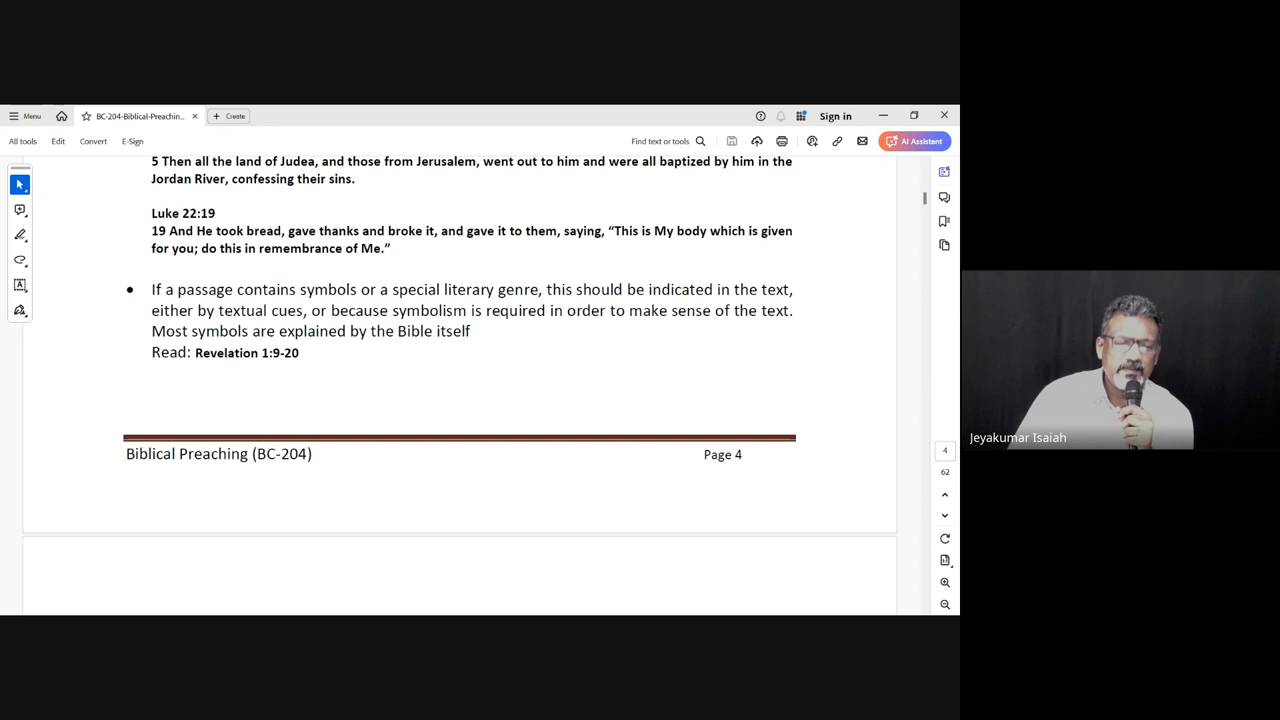 Menu
BC-204-Biblical-Preachin...
Create
Sign in
All tools
Edit
Convert
E-Sign
Find text or tools
AI Assistant
5 Then all the land of Judea, and those from Jerusalem, went out to him and were all baptized by him in the
Jordan River, confessing their sins.
Luke 22:19
19 And He took bread, gave thanks and broke it, and gave it to them, saying, “This is My body which is given
for you; do this in remembrance of Me.”
• If a passage contains symbols or a special literary genre, this should be indicated in the text,
either by textual cues, or because symbolism is required in order to make sense of the text.
Most symbols are explained by the Bible itself
Read: Revelation 1:9-20
Biblical Preaching (BC-204) Page 4
4
62
Jeyakumar Isaiah